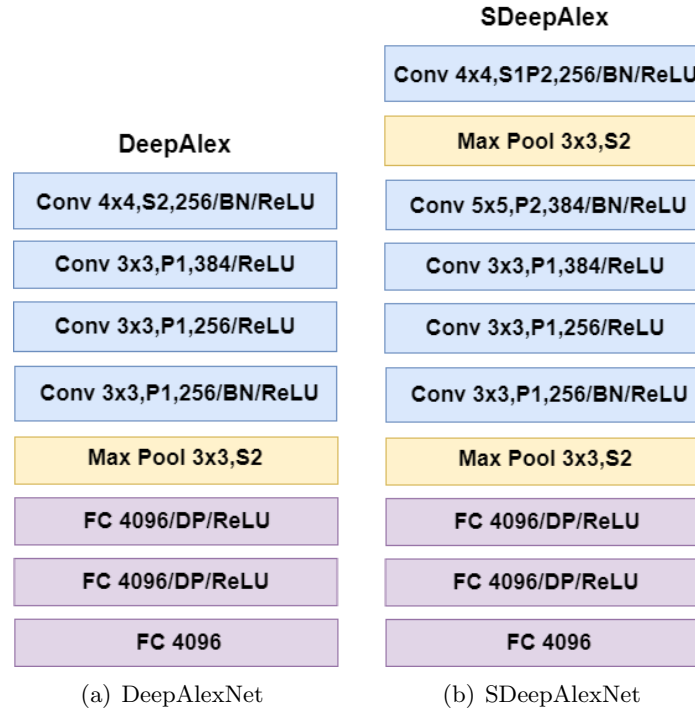 DeepAlex
Conv 4x4,S2,256/BN/ReLU
Conv 3x3,P1,384/ReLU
Conv 3x3,P1,256/ReLU
Conv 3x3,P1,256/BN/ReLU
Max Pool 3x3,S2
FC 4096/DP/ReLU
FC 4096/DP/ReLU
FC 4096
(a) DeepAlexNet
SDeepAlex
Conv 4x4,S1P2,256/BN/ReLU
Max Pool 3x3,S2
Conv 5x5,P2,384/BN/ReLU
Conv 3x3,P1,384/ReLU
Conv 3x3,P1,256/ReLU
Conv 3x3,P1,256/BN/ReLU
Max Pool 3x3,S2
FC 4096/DP/ReLU
FC 4096/DP/ReLU
FC 4096
(b) SDeepAlexNet